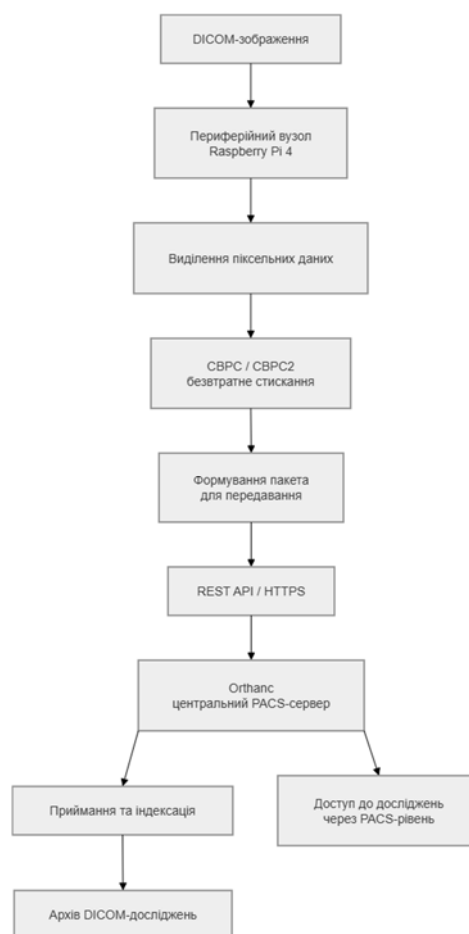 DICOM-зображення
Периферійний вузол
Raspberry Pi 4
Виділення піксельних даних
CBPC / CBPC2
безвтратне стискання
Формування пакета
для передавання
REST API / HTTPS
Orthanc
центральний PACS-сервер
Приймання та індексація
Доступ до досліджень
через PACS-рівень
Архів DICOM-досліджень